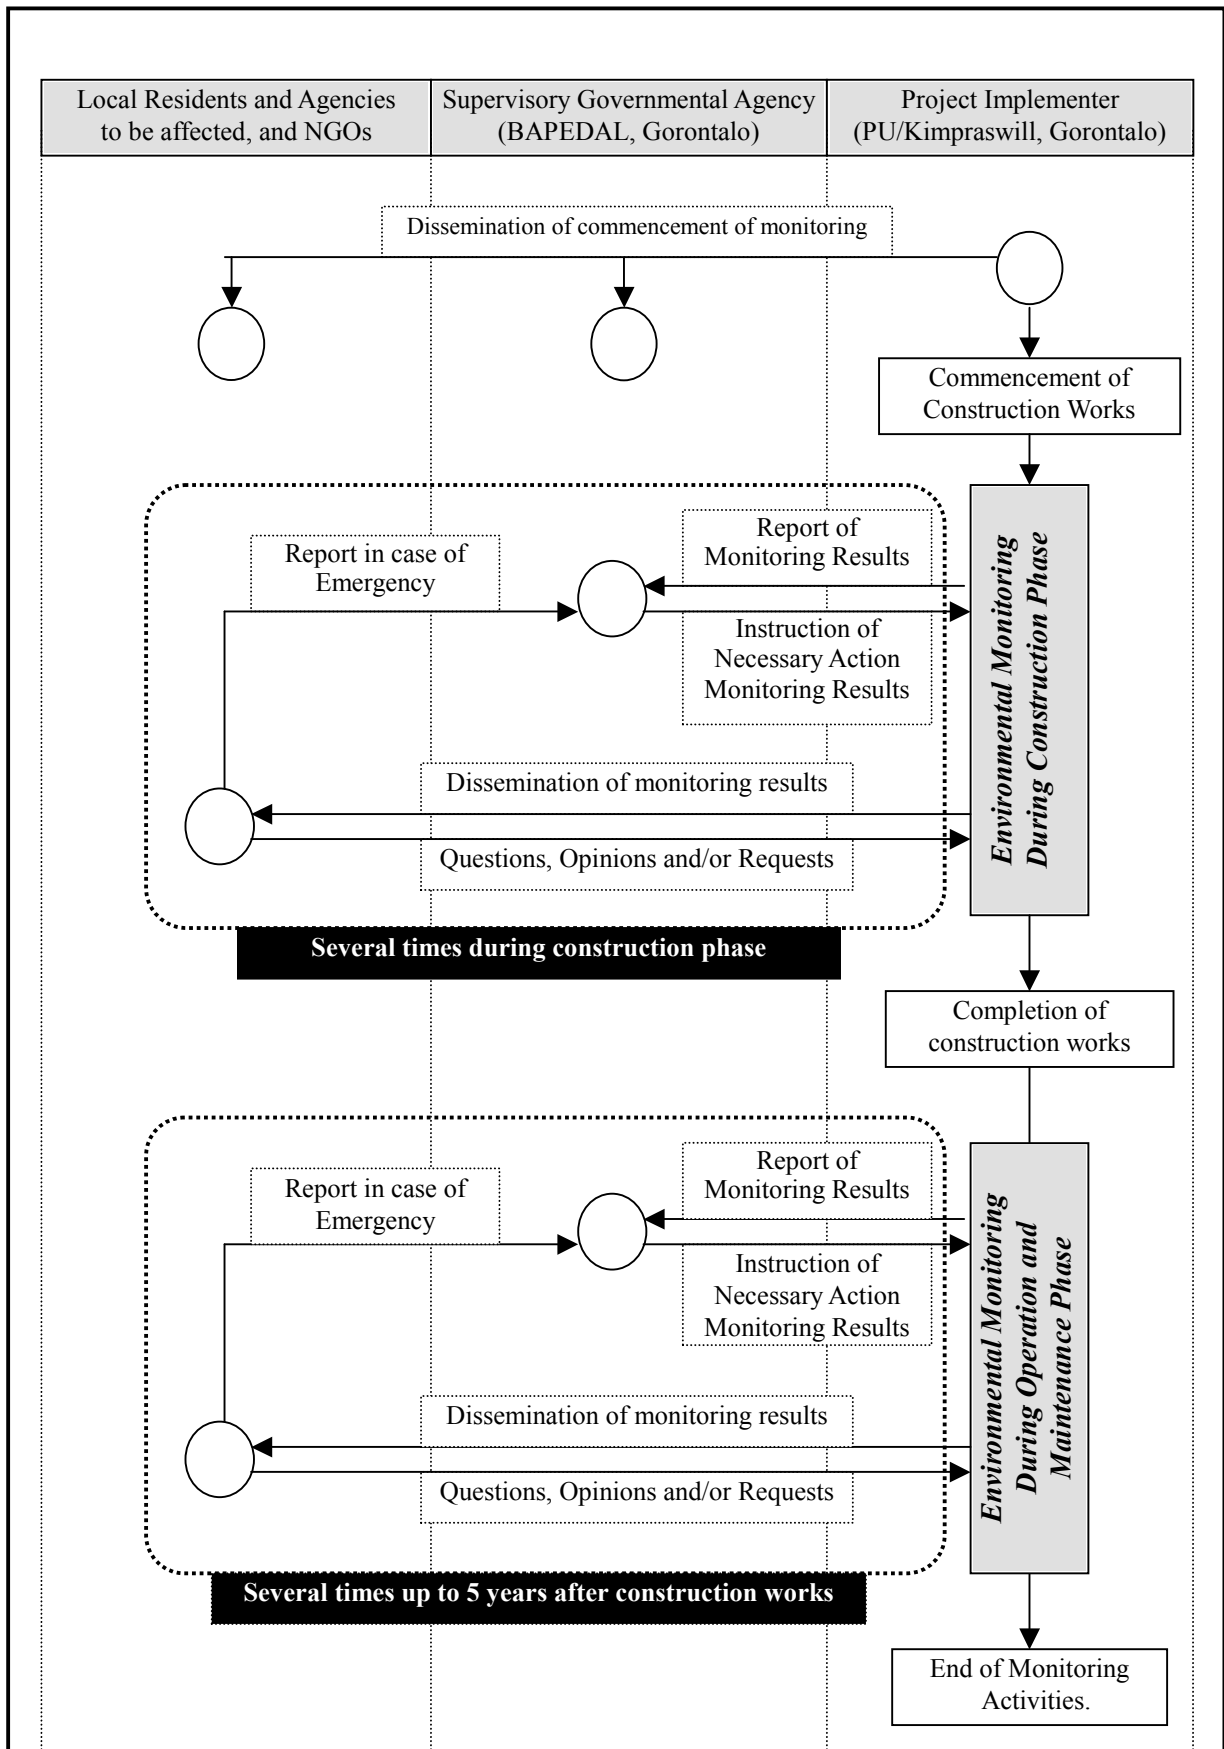 Local Residents and Agencies
to be affected, and NGOs
Supervisory Governmental Agency
(BAPEDAL, Gorontalo)
Project Implementer
(PU/Kimpraswill, Gorontalo)
Dissemination of commencement of monitoring
Commencement of
Construction Works
Report of
Monitoring Results
Report in case of
Emergency
Instruction of
Necessary Action
Monitoring Results
Environmental Monitoring
During Construction Phase
Dissemination of monitoring results
Questions, Opinions and/or Requests
Several times during construction phase
Completion of
construction works
Report of
Monitoring Results
Report in case of
Emergency
Instruction of
Necessary Action
Monitoring Results
Environmental Monitoring
During Operation and
Maintenance Phase
Dissemination of monitoring results
Questions, Opinions and/or Requests
Several times up to 5 years after construction works
End of Monitoring
Activities.